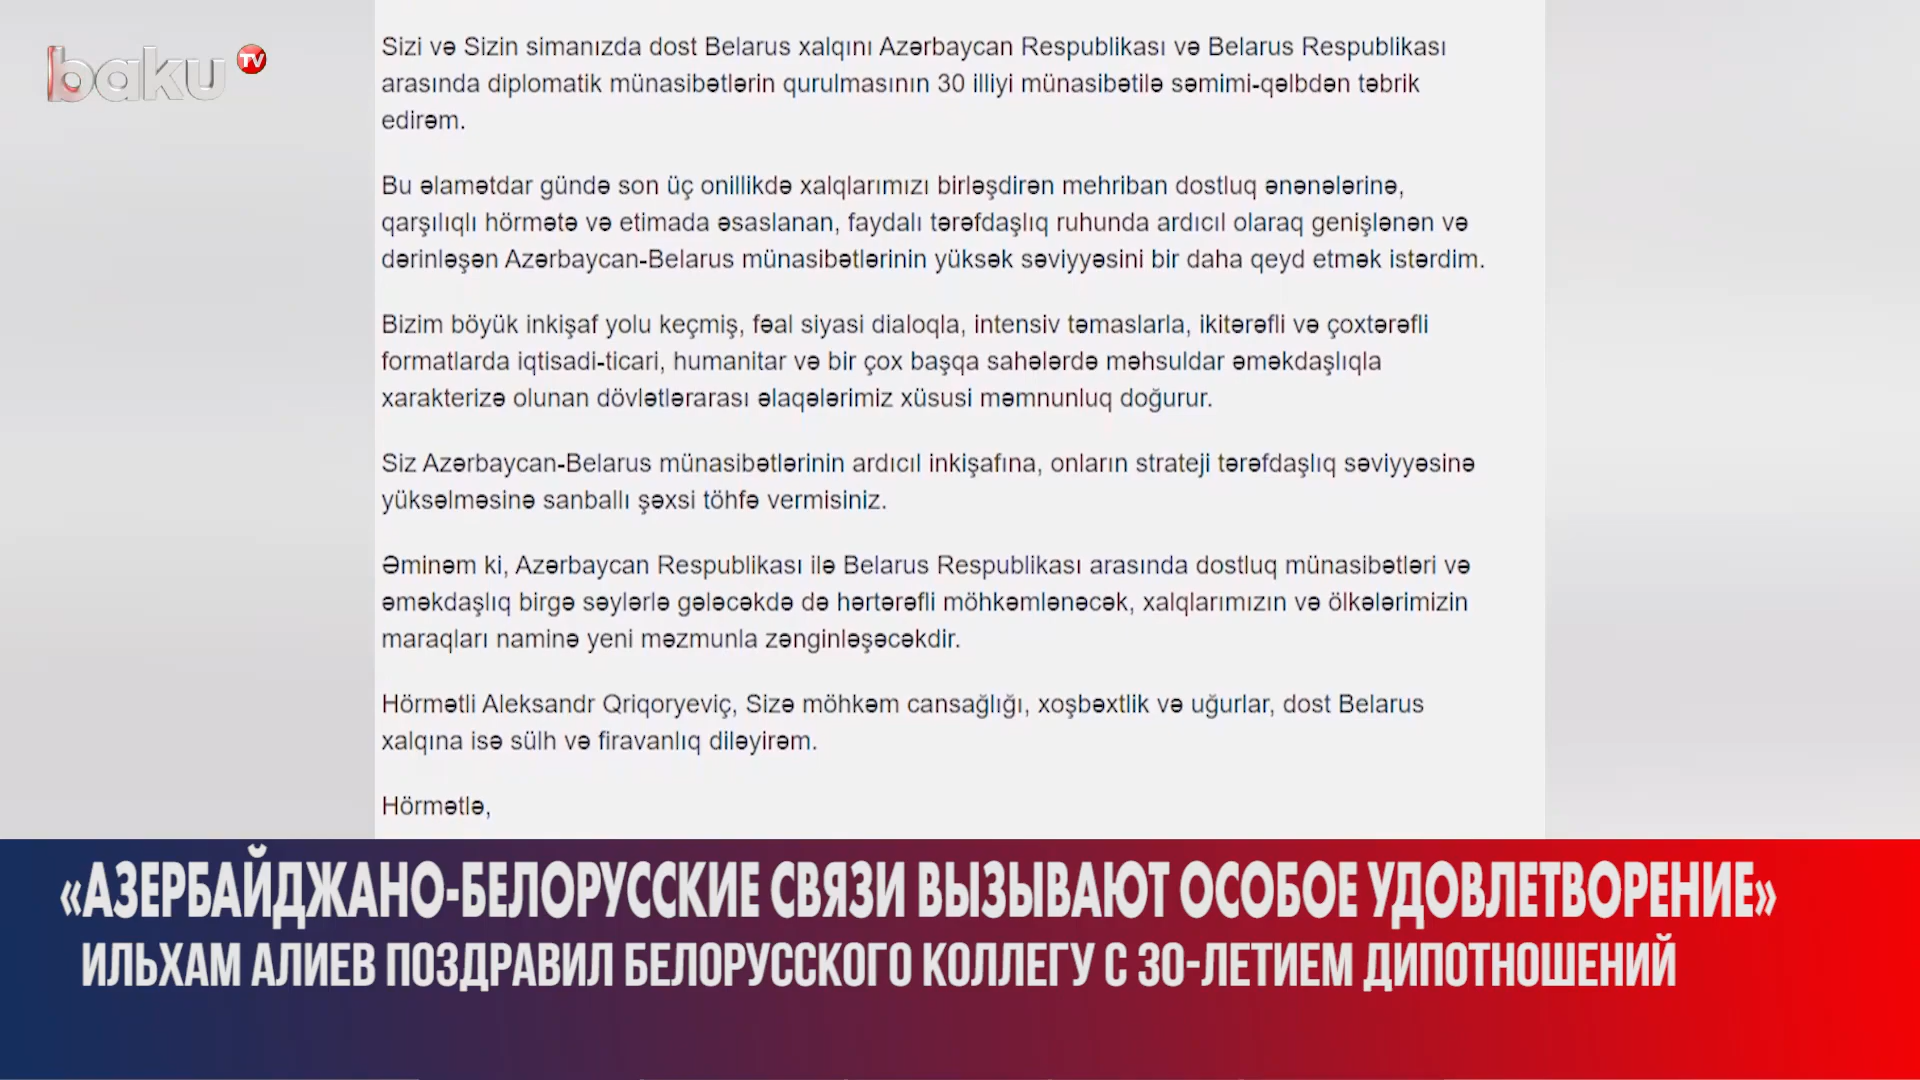 baku TV
Sizi və Sizin simanızda dost Belarus xalqını Azərbaycan Respublikası və Belarus Respublikası
arasında diplomatik münasibətlərin qurulmasının 30 illiyi münasibətilə səmimi-qəlbdən təbrik
edirəm.
Bu əlamətdar gündə son üç onillikdə xalqlarımızı birləşdirən mehriban dostluq ənənələrinə,
qarşılıqlı hörmətə və etimada əsaslanan, faydalı tərəfdaşlıq ruhunda ardıcıl olaraq genişlənən və
dərinləşən Azərbaycan-Belarus münasibətlərinin yüksək səviyyəsini bir daha qeyd etmək istərdim.
Bizim böyük inkişaf yolu keçmiş, fəal siyasi dialoqla, intensiv təmaslarla, ikitərəfli və çoxtərəfli
formatlarda iqtisadi-ticari, humanitar və bir çox başqa sahələrdə məhsuldar əməkdaşlıqla
xarakterizə olunan dövlətlərarası əlaqələrimiz xüsusi məmnunluq doğurur.
Siz Azərbaycan-Belarus münasibətlərinin ardıcıl inkişafına, onların strateji tərəfdaşlıq səviyyəsinə
yüksəlməsinə sanballı şəxsi töhfə vermisiniz.
Əminəm ki, Azərbaycan Respublikası ilə Belarus Respublikası arasında dostluq münasibətləri və
əməkdaşlıq birgə səylərlə gələcəkdə də hərtərəfli möhkəmlənəcək, xalqlarımızın və ölkələrimizin
maraqları naminə yeni məzmunla zənginləşəcəkdir.
Hörmətli Aleksandr Qriqoryeviç, Sizə möhkəm cansağlığı, xoşbəxtlik və uğurlar, dost Belarus
xalqına isə sülh və firavanlıq diləyirəm.
Hörmətlə,
«АЗЕРБАЙДЖАНО-БЕЛОРУССКИЕ СВЯЗИ ВЫЗЫВАЮТ ОСОБОЕ УДОВЛЕТВОРЕНИЕ»
ИЛЬХАМ АЛИЕВ ПОЗДРАВИЛ БЕЛОРУССКОГО КОЛЛЕГУ С 30-ЛЕТИЕМ ДИПОТНОШЕНИЙ